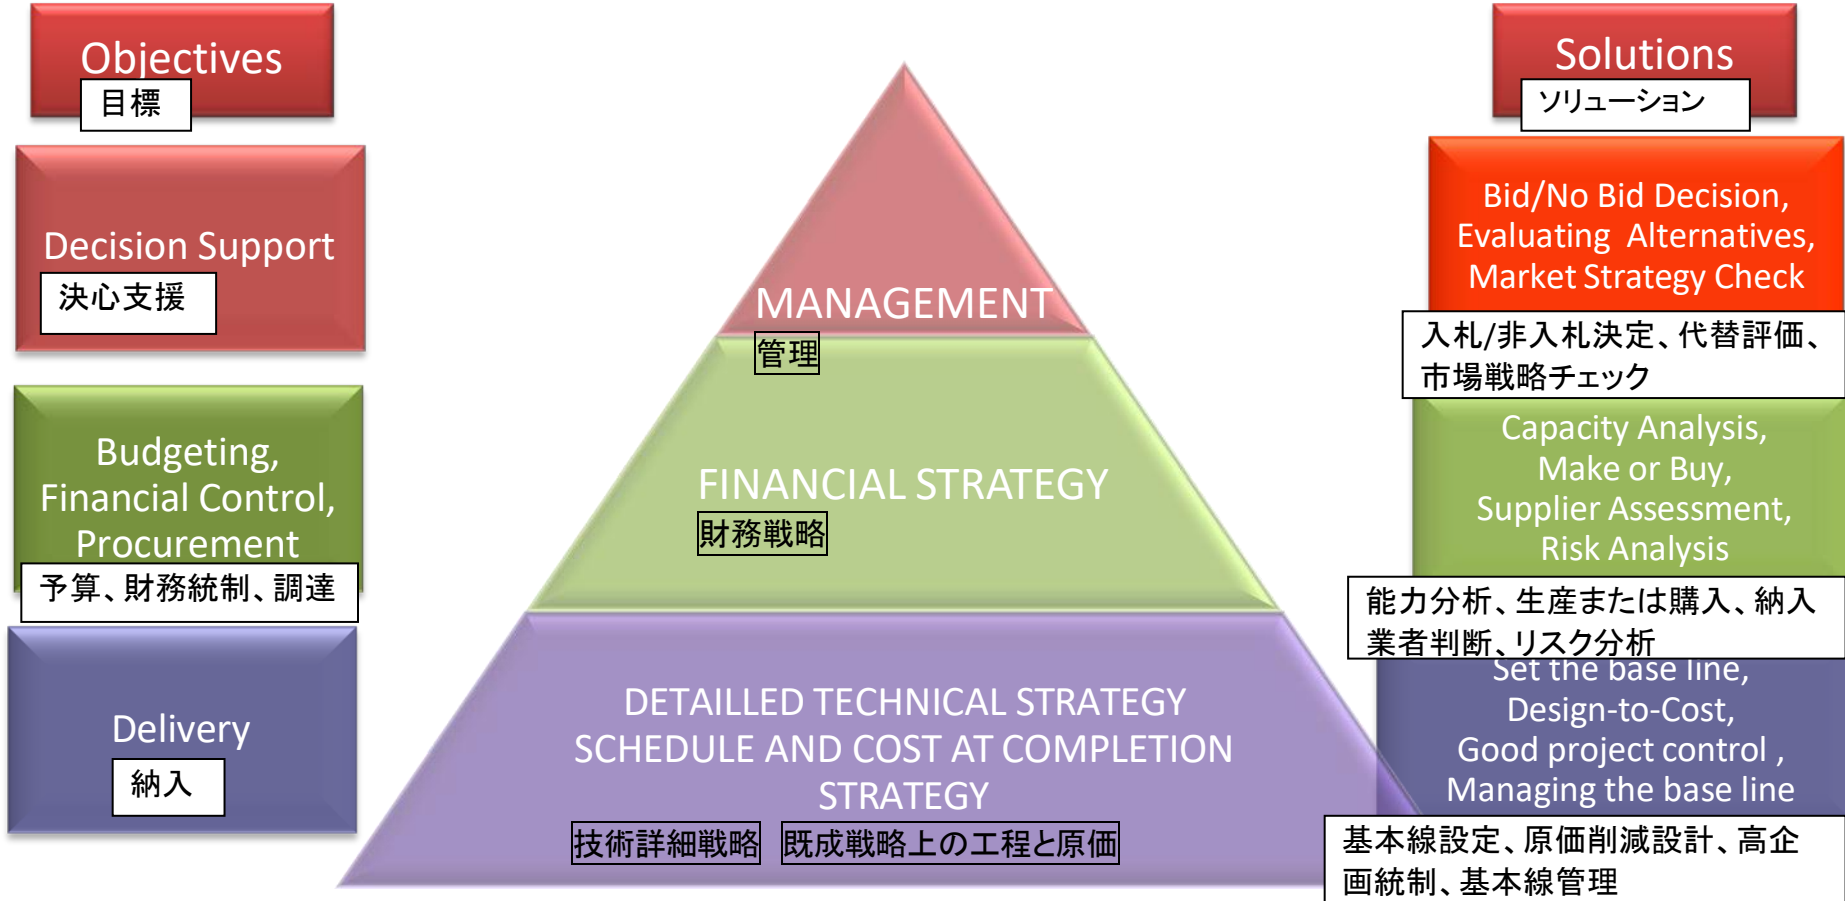 Objectives
目標
Decision Support
決心支援
Budgeting,
Financial Control,
Procurement
予算、財務統制、調達
Delivery
納入
MANAGEMENT
管理
FINANCIAL STRATEGY
財務戦略
DETAILLED TECHNICAL STRATEGY
SCHEDULE AND COST AT COMPLETION
STRATEGY
技術詳細戦略 既成戦略上の工程と原価
Solutions
ソリューション
Bid/No Bid Decision,
Evaluating Alternatives,
Market Strategy Check
入札/非入札決定、代替評価、
市場戦略チェック
Capacity Analysis,
Make or Buy,
Supplier Assessment,
Risk Analysis
能力分析、生産または購入、納入
業者判断、リスク分析
Set the base line,
Design-to-Cost,
Good project control ,
Managing the base line
基本線設定、原価削減設計、高企
画統制、基本線管理